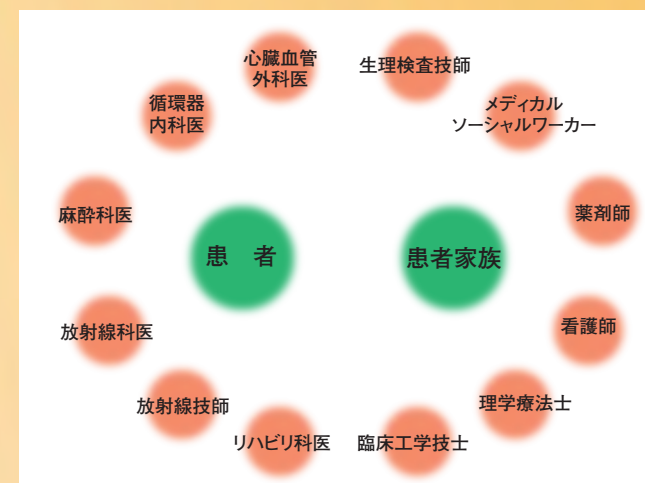 心臓血管
外科医
生理検査技師
循環器
内科医
メディカル
ソーシャルワーカー
麻酔科医
薬剤師
患　者
患者家族
放射線科医
看護師
放射線技師
理学療法士
リハビリ科医
臨床工学技士